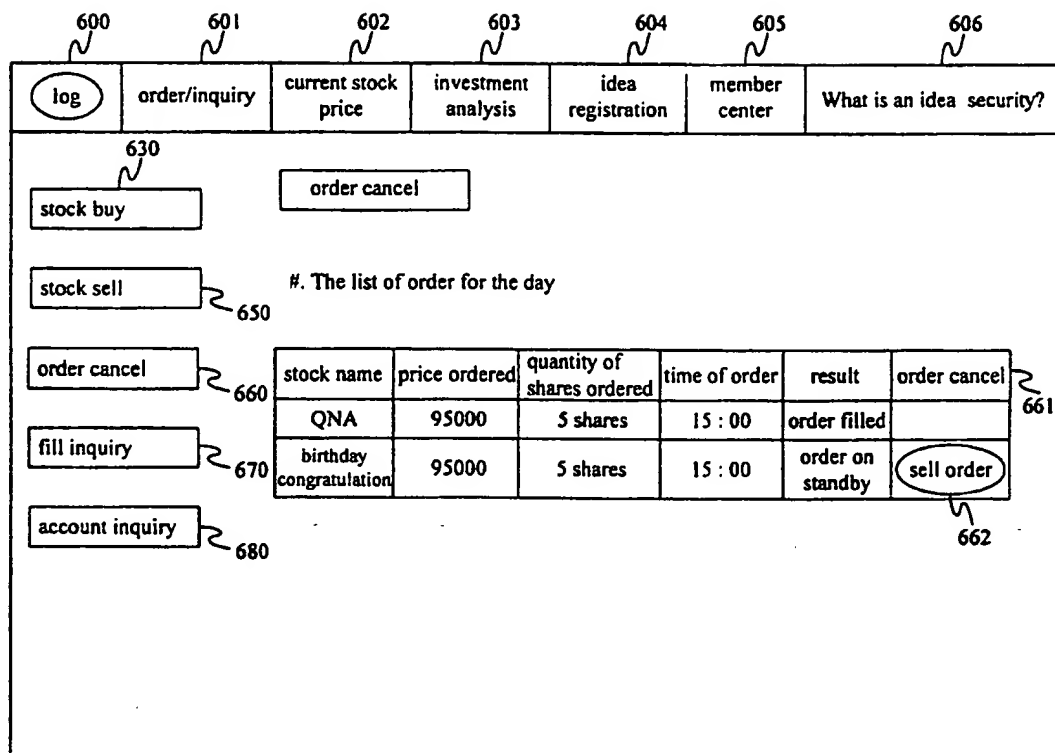 600 601 602 603 604 605 606
log order/inquiry current stock price investment analysis idea registration member center What is an idea security?
630
stock buy
order cancel
stock sell
#. The list of order for the day
650
order cancel
660
stock name price ordered quantity of shares ordered time of order result order cancel
661
QNA 95000 5 shares 15 : 00 order filled
fill inquiry
670
birthday congratulation 95000 5 shares 15 : 00 order on standby sell order
662
account inquiry
680